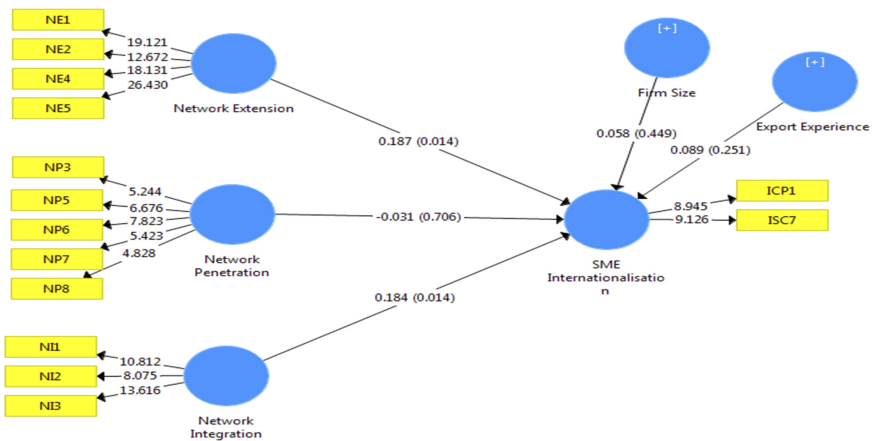 NE1
NE2
NE4
NE5
19.121
12.672
18.131
26.430
Network Extension
0.187 (0.014)
[+]
Firm Size
0.058 (0.449)
[+]
Export Experience
0.089 (0.251)
NP3
NP5
NP6
NP7
NP8
5.244
6.676
7.823
5.423
4.828
Network
Penetration
-0.031 (0.706)
SME
Internationalisatio
n
8.945
9.126
ICP1
ISC7
NI1
NI2
NI3
10.812
8.075
13.616
Network
Integration
0.184 (0.014)